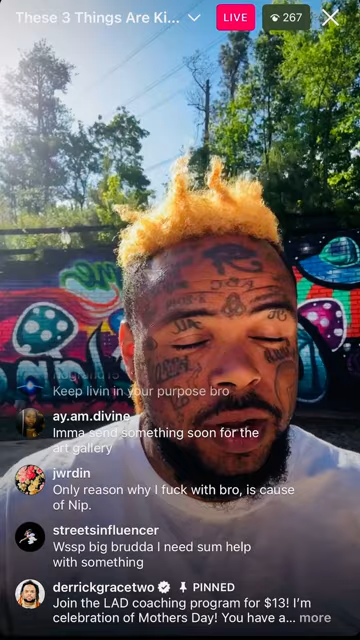 These 3 Things Are Ki...
LIVE
267
Keep livin in your purpose bro
ay.am.divine
Imma send something soon for the
art gallery
jwrdin
Only reason why I fuck with bro, is cause
of Nip.
streetsinfluencer
Wssp big brudda I need sum help
with something
derrickgracetwo PINNED
Join the LAD coaching program for $13! I'm
celebration of Mothers Day! You have a... more